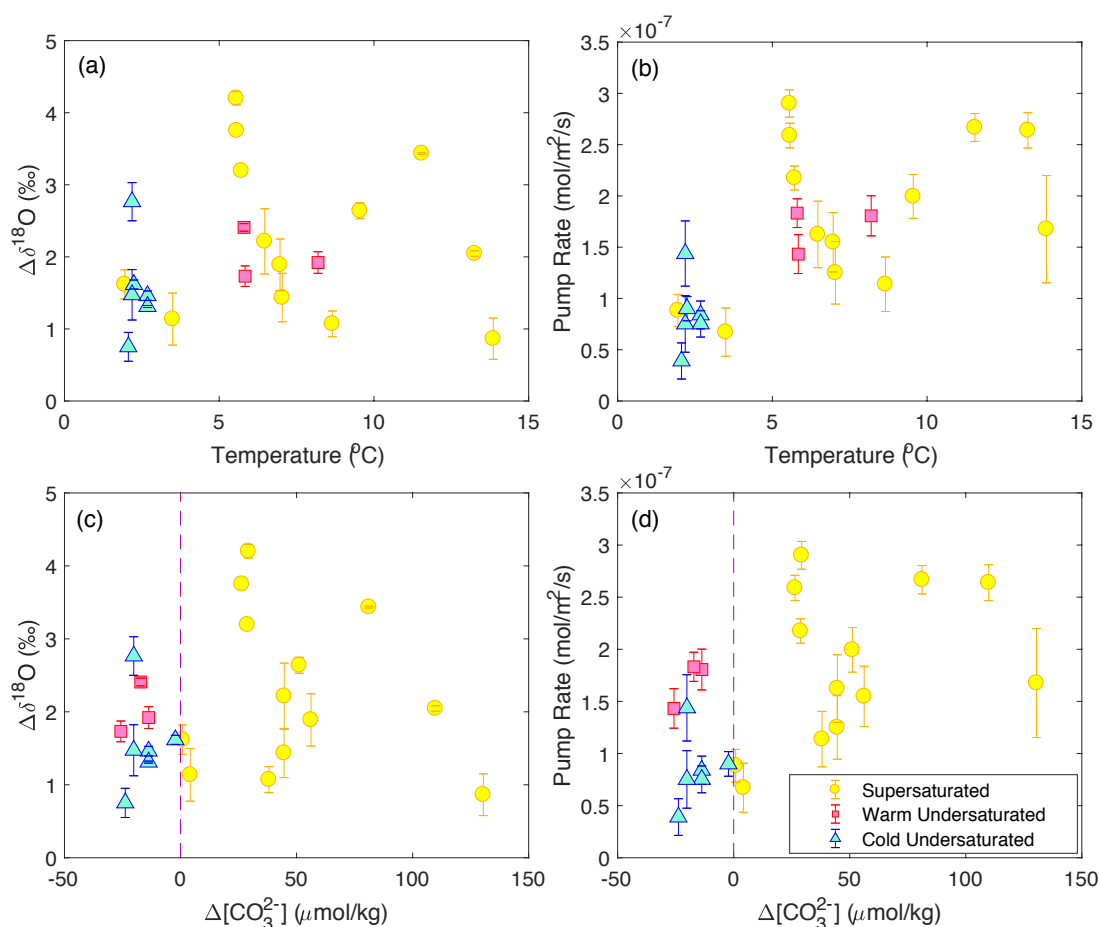 ×10⁻⁷
(a)
5
4
3
2
1
0
Δδ¹⁸O (‰)
0 5 10 15
Temperature (⁰C)
(b)
3.5
3
2.5
2
1.5
1
0.5
0
Pump Rate (mol/m²/s)
0 5 10 15
Temperature (⁰C)
(c)
5
4
3
2
1
0
Δδ¹⁸O (‰)
-50 0 50 100 150
Δ[CO₃²⁻] (μmol/kg)
×10⁻⁷
(d)
3.5
3
2.5
2
1.5
1
0.5
0
Pump Rate (mol/m²/s)
-50 0 50 100 150
Δ[CO₃²⁻] (μmol/kg)
Supersaturated
Warm Undersaturated
Cold Undersaturated